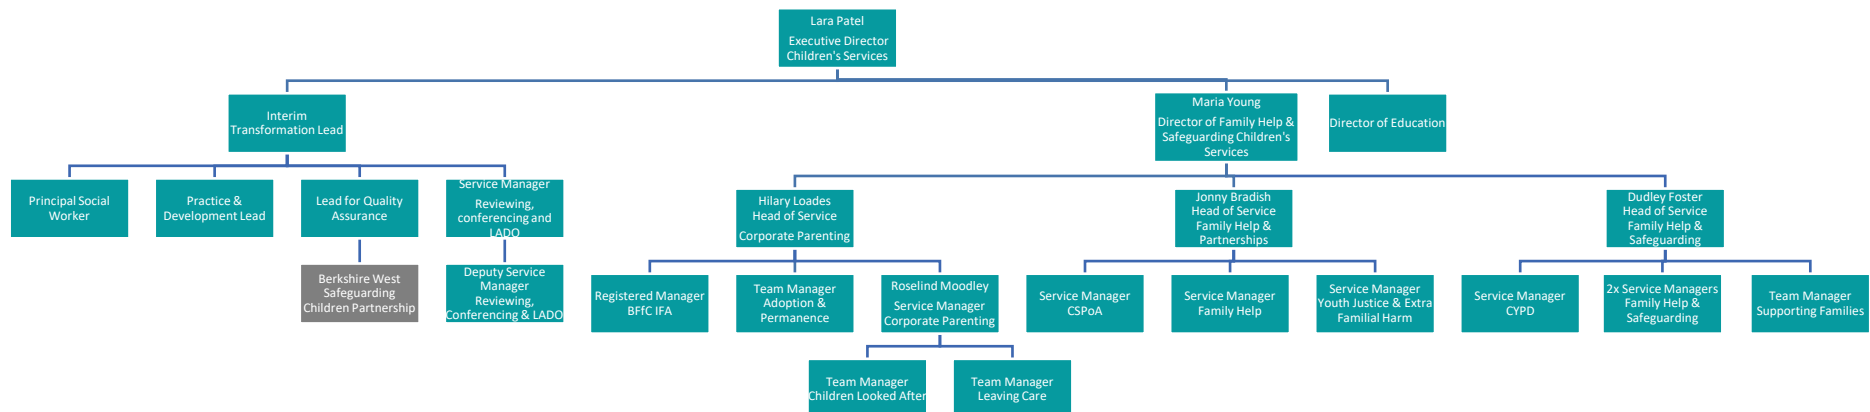 Lara Patel
Executive Director
Children's Services
Interim
Transformation Lead
Maria Young
Director of Family Help &
Safeguarding Children's
Services
Director of Education
Principal Social
Worker
Practice &
Development Lead
Lead for Quality
Assurance
Service Manager
Reviewing,
conferencing and
LADO
Hilary Loades
Head of Service
Corporate Parenting
Jonny Bradish
Head of Service
Family Help &
Partnerships
Dudley Foster
Head of Service
Family Help &
Safeguarding
Berkshire West
Safeguarding
Children Partnership
Deputy Service
Manager
Reviewing,
Conferencing & LADO
Registered Manager
BFfC IFA
Team Manager
Adoption &
Permanence
Roselind Moodley
Service Manager
Corporate Parenting
Service Manager
CSPoA
Service Manager
Family Help
Service Manager
Youth Justice & Extra
Familial Harm
Service Manager
CYPD
2x Service Managers
Family Help &
Safeguarding
Team Manager
Supporting Families
Team Manager
Children Looked After
Team Manager
Leaving Care